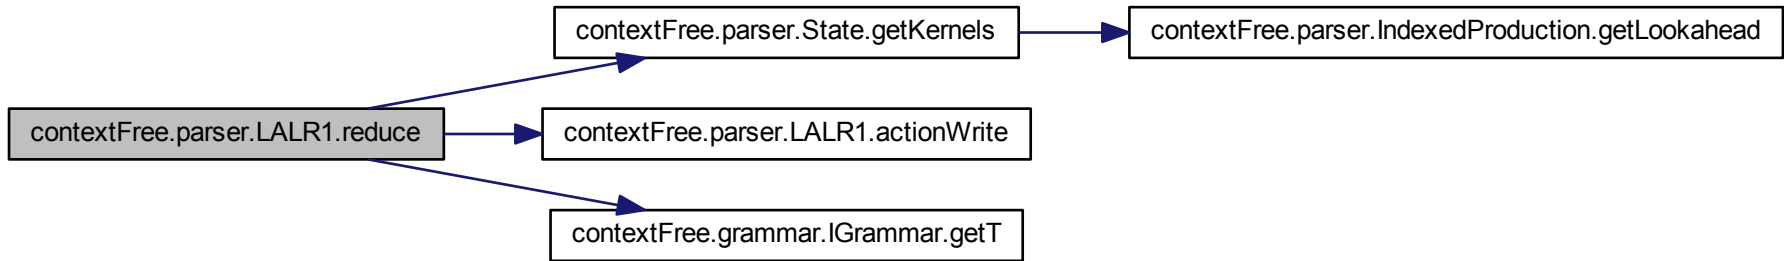 contextFree.parser.State.getKernels
contextFree.parser.IndexedProduction.getLookahead
contextFree.parser.LALR1.reduce
contextFree.parser.LALR1.actionWrite
contextFree.grammar.IGrammar.getT